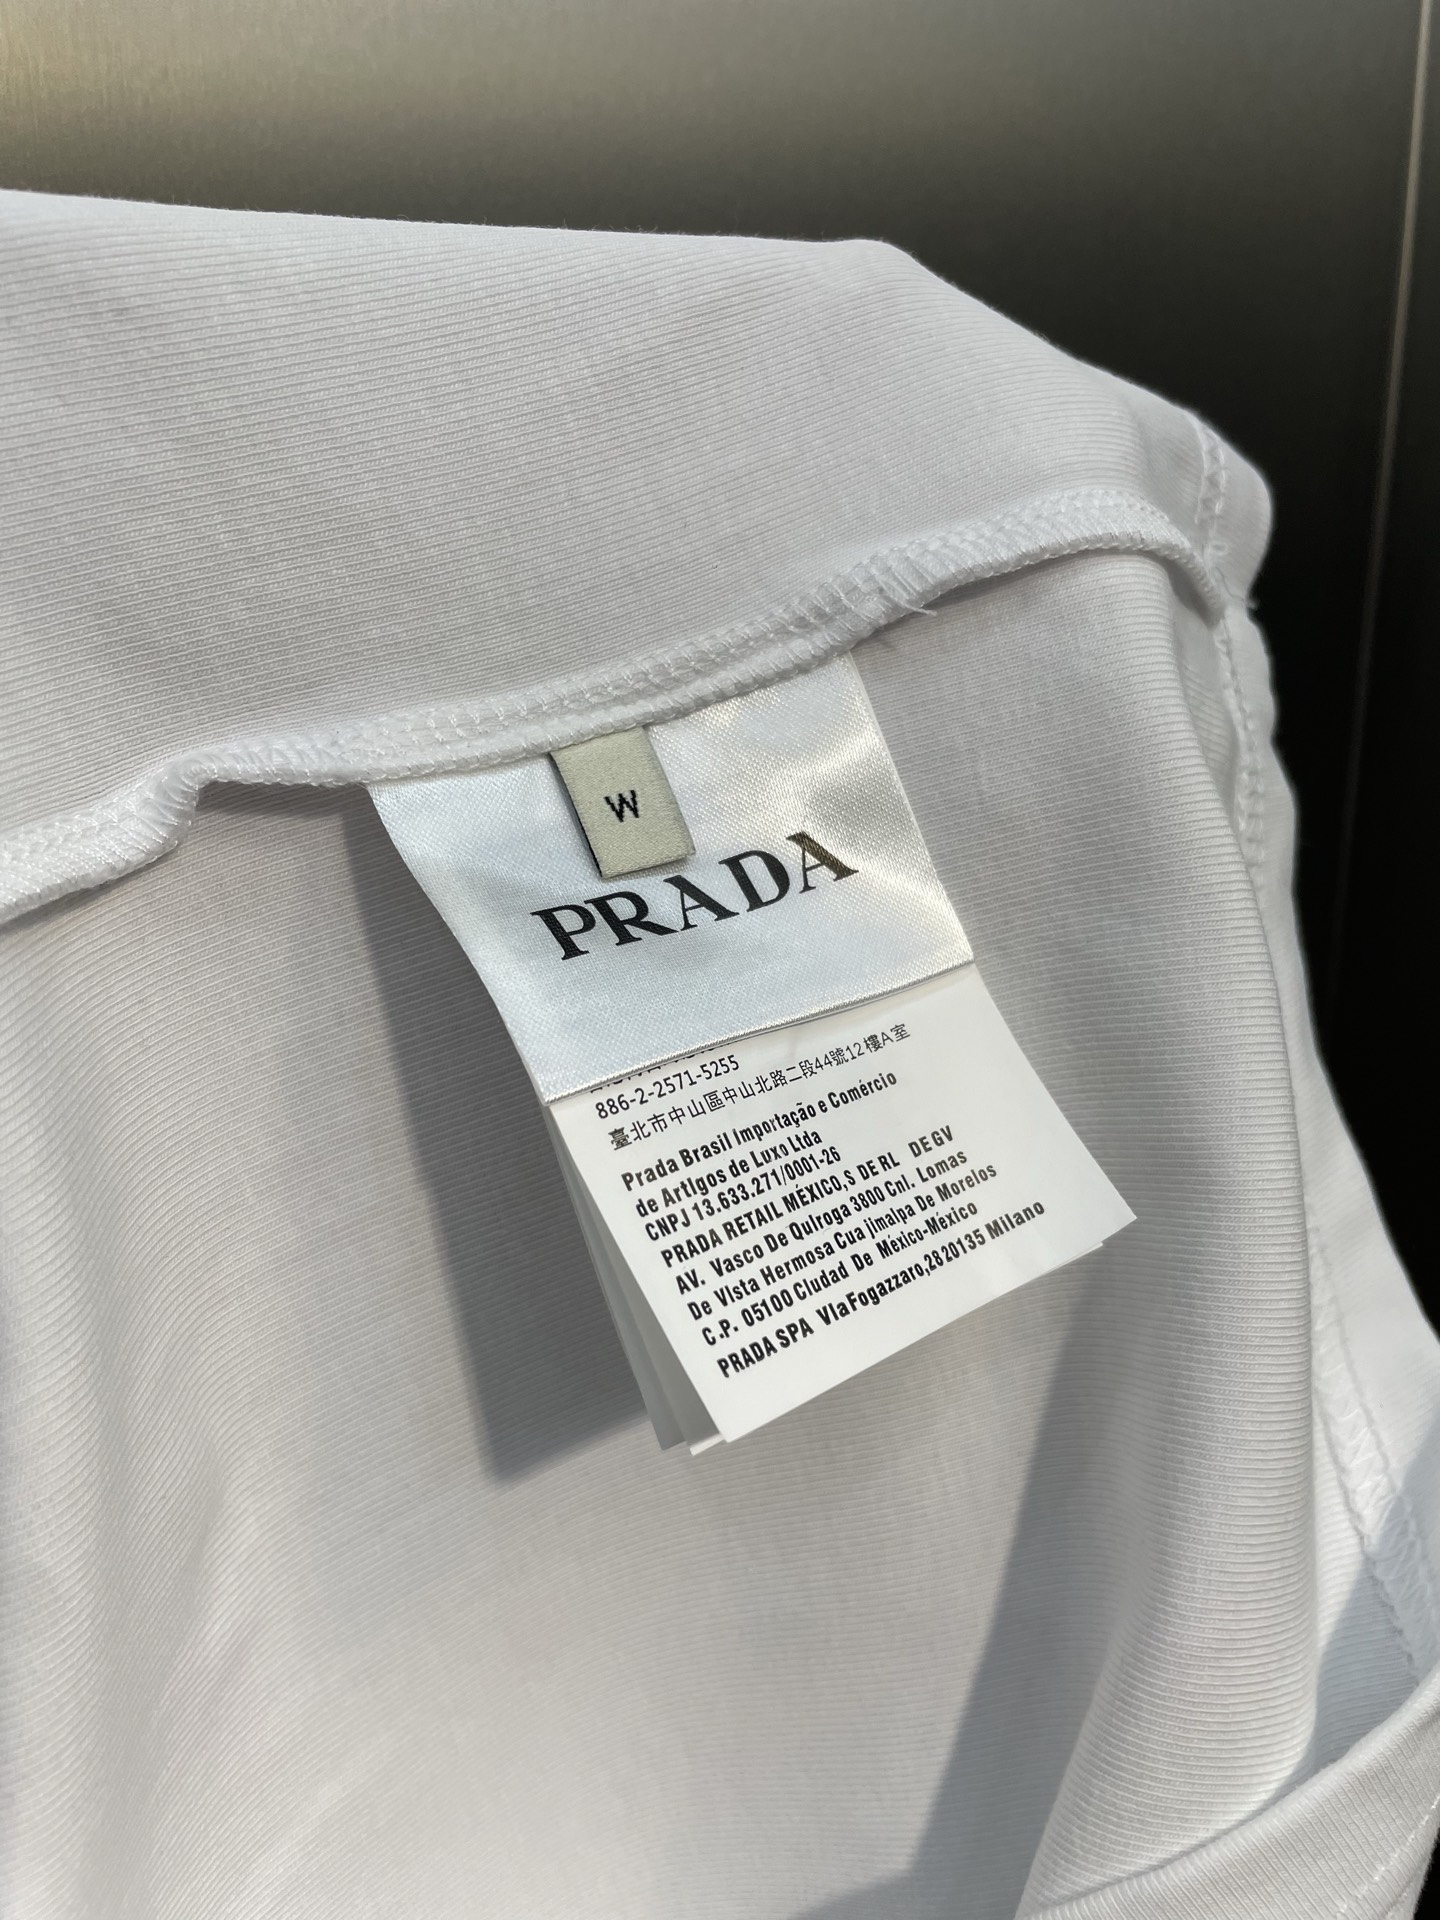 W
PRADA
886-2-2571-5255
臺北市中山區中山北路二段44號12樓A室
Prada Brasil Importação e Comércio
de ArtIgos de Luxo Ltda
CNPJ 13.633.271/0001-26
PRADA RETAIL MÉXICO,S DE RL DE GV
AV. Vasco De QuIroga 3800 Cnl. Lomas
De VIsta Hermosa Cua jimalpa De Morelos
C.P. 05100 CIudad De México-México
PRADA SPA VIaFogazzaro,28 20135 Milano